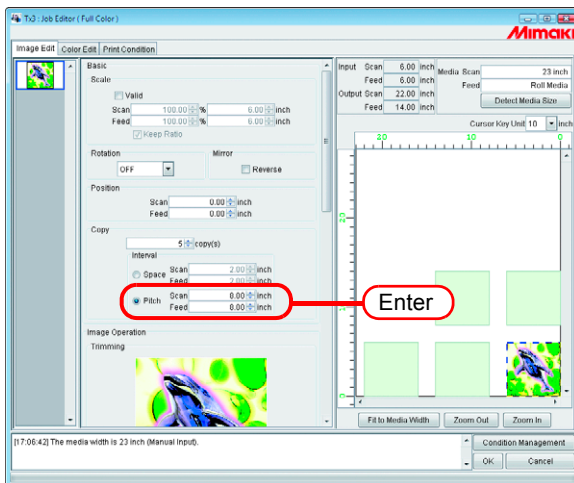 Tx3 : Job Editor ( Full Color )
Mimaki
Image Edit Color Edit Print Condition
Basic
Scale
Valid
Scan 100.00 % 6.00 inch
Feed 100.00 % 6.00 inch
Keep Ratio
Rotation Mirror
OFF Reverse
Position
Scan 0.00 inch
Feed 0.00 inch
Copy
5 copy(s)
Interval
Space Scan 2.00 inch
Feed 2.00 inch
Pitch Scan 8.00 inch
Feed 8.00 inch
Enter
Image Operation
Trimming
Input Scan 6.00 inch
Feed 6.00 inch
Output Scan 22.00 inch
Feed 14.00 inch
Media Scan 23 inch
Feed Roll Media
Detect Media Size
Cursor Key Unit 10 inch
20 10 0
20
10
0
Fit to Media Width Zoom Out Zoom In
[17:06:42] The media width is 23 inch (Manual Input).
Condition Management
OK Cancel